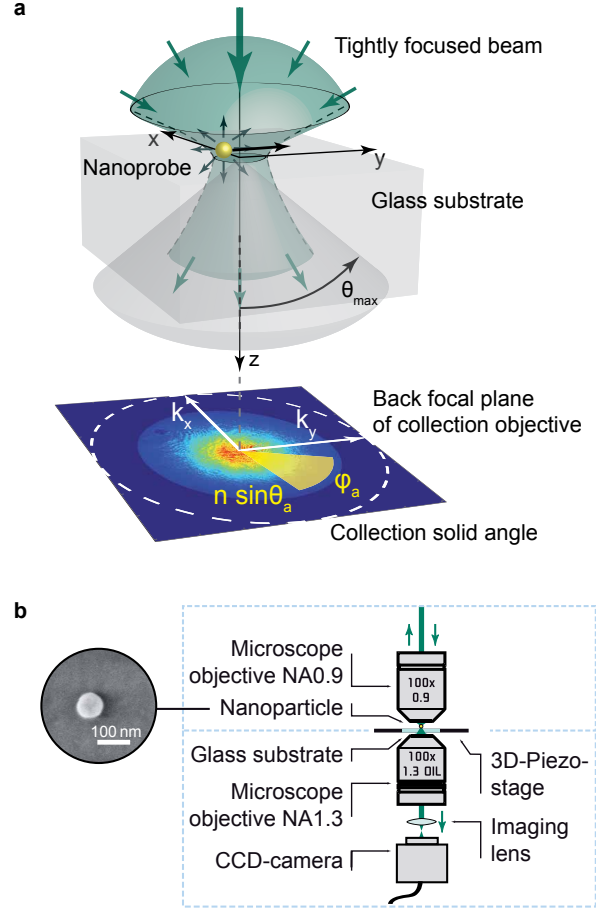 a
Tightly focused beam
x
y
Nanoprobe
Glass substrate
θmax
z
Back focal plane
of collection objective
kx
ky
n sinθa
φa
Collection solid angle
b
Microscope
objective NA0.9
100x
0.9
Nanoparticle
100 nm
Glass substrate
100x
1.3 OIL
3D-Piezo-
stage
Microscope
objective NA1.3
Imaging
lens
CCD-camera